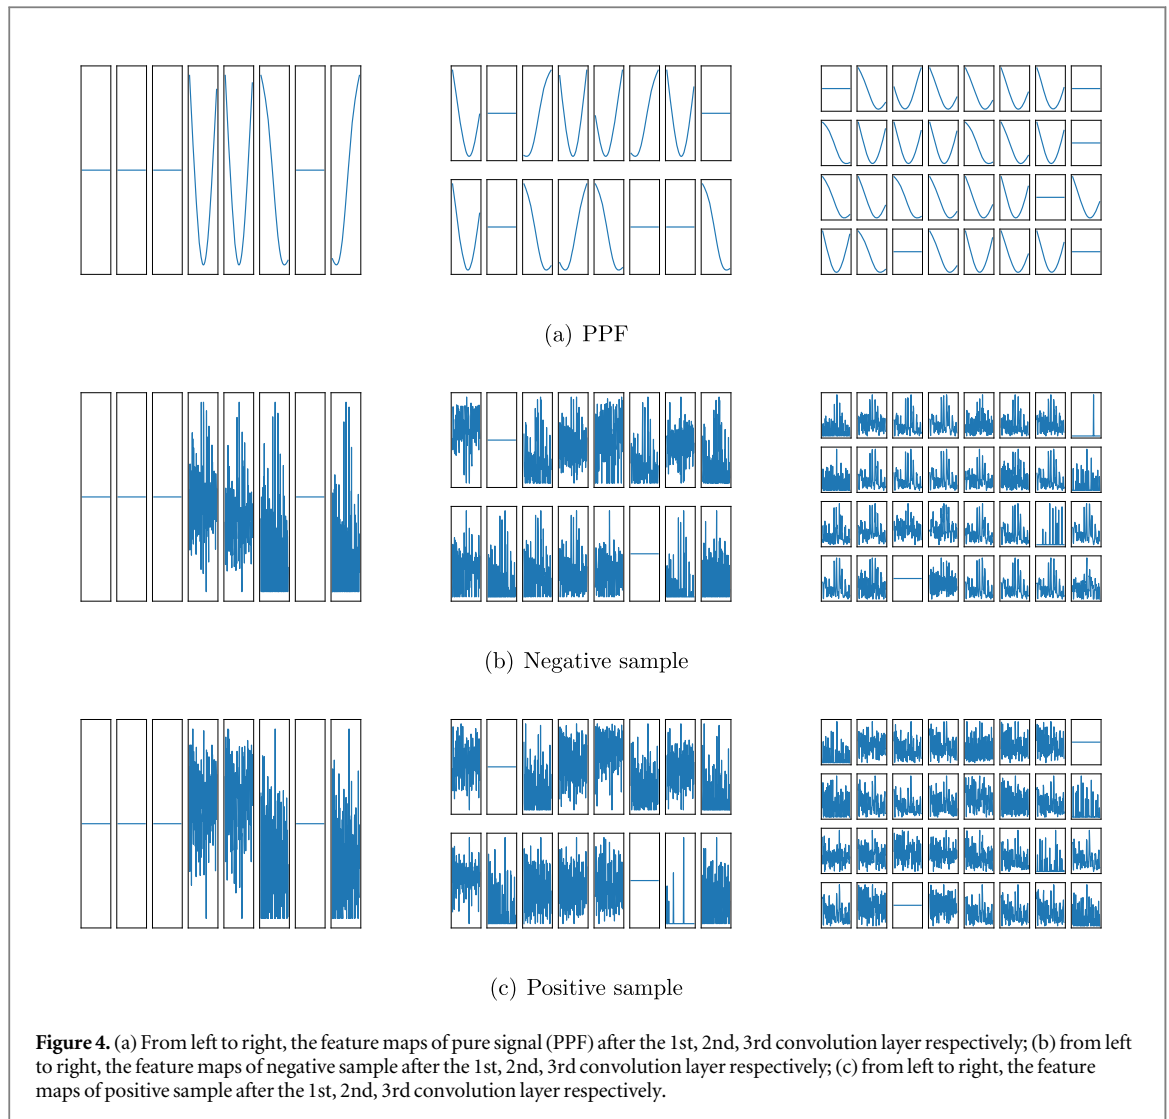 (a) PPF
(b) Negative sample
(c) Positive sample
Figure 4. (a) From left to right, the feature maps of pure signal (PPF) after the 1st, 2nd, 3rd convolution layer respectively; (b) from left
to right, the feature maps of negative sample after the 1st, 2nd, 3rd convolution layer respectively; (c) from left to right, the feature
maps of positive sample after the 1st, 2nd, 3rd convolution layer respectively.